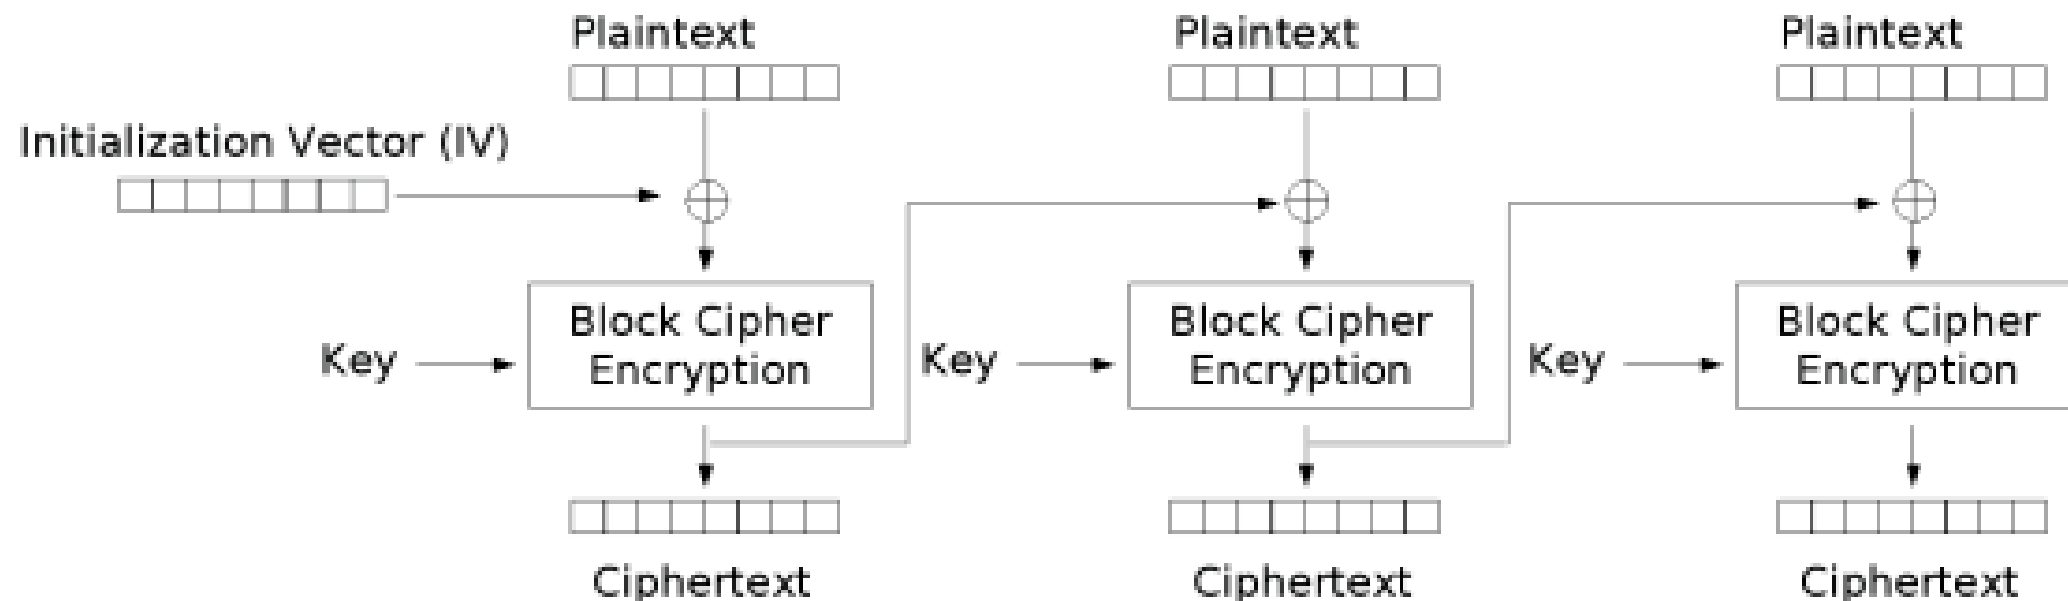 Plaintext
Plaintext
Plaintext
Initialization Vector (IV)
Key
Block Cipher
Encryption
Key
Block Cipher
Encryption
Key
Block Cipher
Encryption
Ciphertext
Ciphertext
Ciphertext